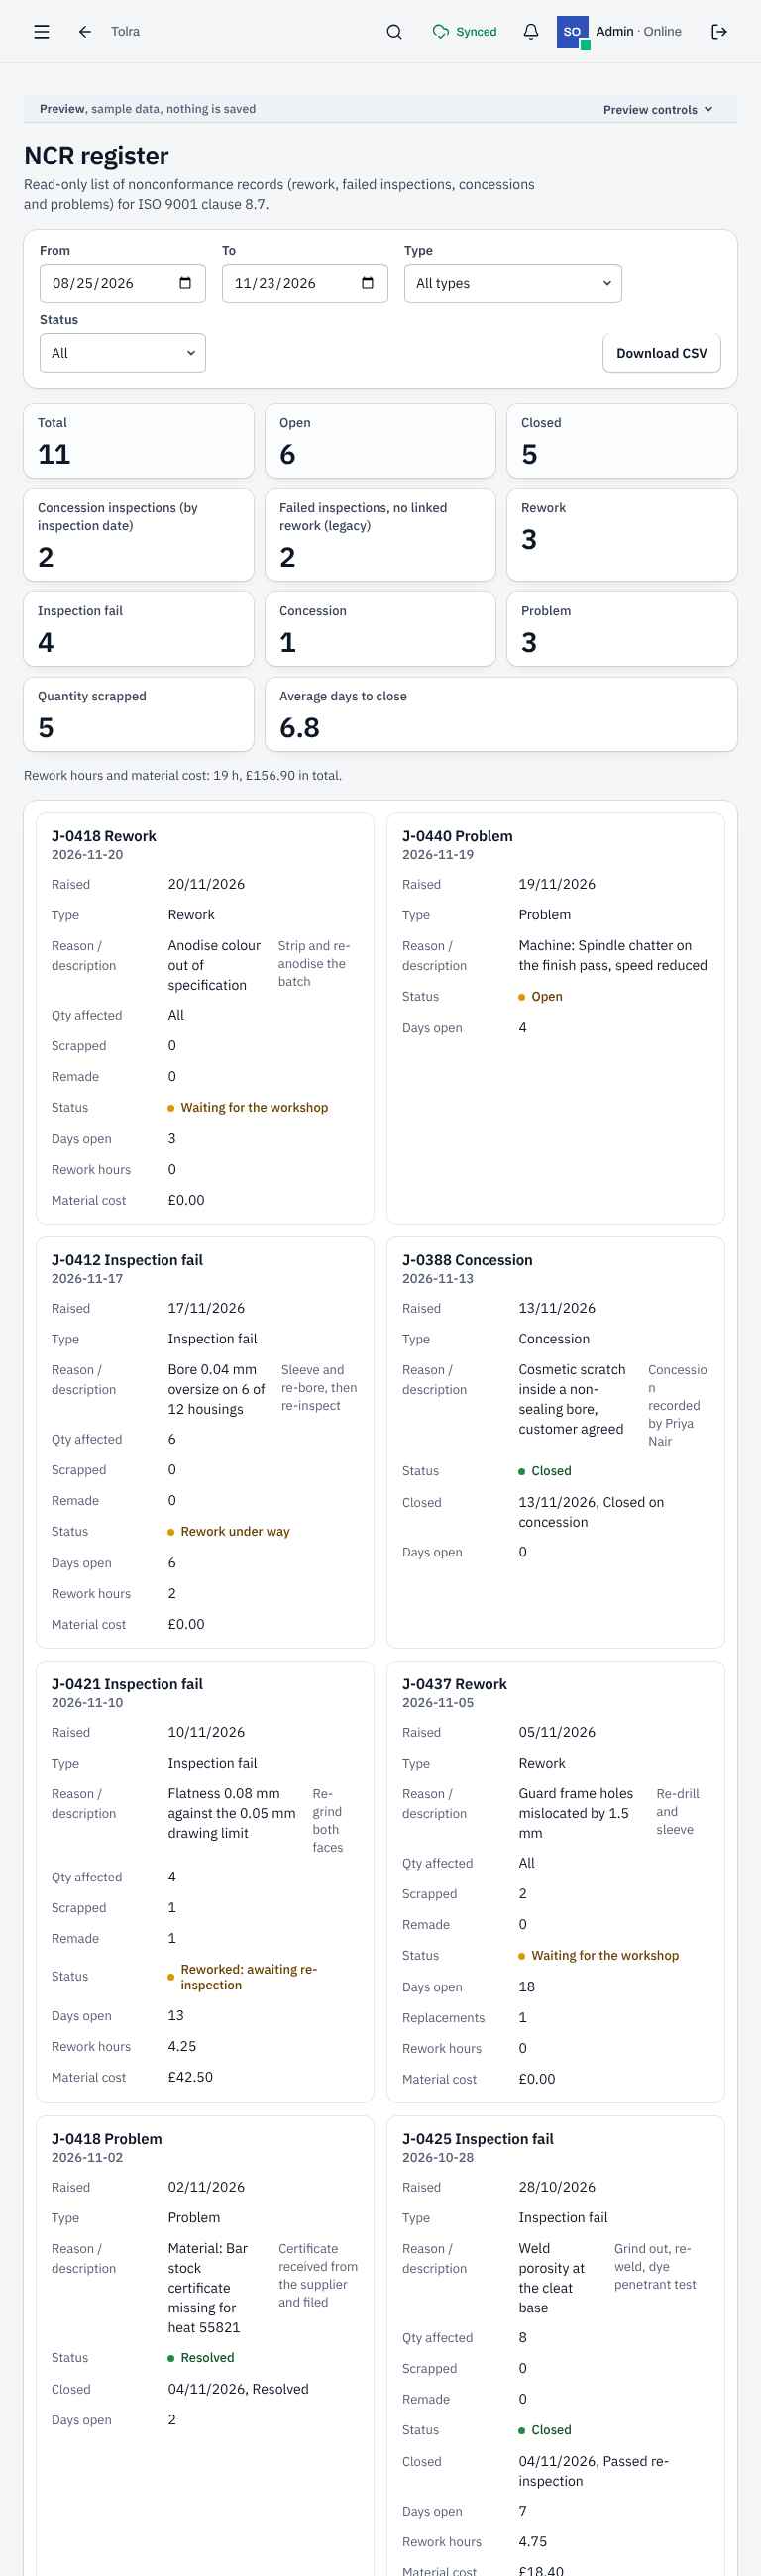 Tolra
Synced
SO
Admin · Online
Preview, sample data, nothing is saved
Preview controls
NCR register
Read-only list of nonconformance records (rework, failed inspections, concessions
and problems) for ISO 9001 clause 8.7.
From
To
Type
08/25/2026
11/23/2026
All types
Status
All
Download CSV
Total
11
Open
6
Closed
5
Concession inspections (by
inspection date)
2
Failed inspections, no linked
rework (legacy)
2
Rework
3
Inspection fail
4
Concession
1
Problem
3
Quantity scrapped
5
Average days to close
6.8
Rework hours and material cost: 19 h, £156.90 in total.
J-0418 Rework
2026-11-20
Raised
20/11/2026
Type
Rework
Reason /
description
Anodise colour
out of
specification
Strip and re-
anodise the
batch
Qty affected
All
Scrapped
0
Remade
0
Status
Waiting for the workshop
Days open
3
Rework hours
0
Material cost
£0.00
J-0440 Problem
2026-11-19
Raised
19/11/2026
Type
Problem
Reason /
description
Machine: Spindle chatter on
the finish pass, speed reduced
Status
Open
Days open
4
J-0412 Inspection fail
2026-11-17
Raised
17/11/2026
Type
Inspection fail
Reason /
description
Bore 0.04 mm
oversize on 6 of
12 housings
Sleeve and
re-bore, then
re-inspect
Qty affected
6
Scrapped
0
Remade
0
Status
Rework under way
Days open
6
Rework hours
2
Material cost
£0.00
J-0388 Concession
2026-11-13
Raised
13/11/2026
Type
Concession
Reason /
description
Cosmetic scratch
inside a non-
sealing bore,
customer agreed
Concessio
n
recorded
by Priya
Nair
Status
Closed
Closed
13/11/2026, Closed on
concession
Days open
0
J-0421 Inspection fail
2026-11-10
Raised
10/11/2026
Type
Inspection fail
Reason /
description
Flatness 0.08 mm
against the 0.05 mm
drawing limit
Re-
grind
both
faces
Qty affected
4
Scrapped
1
Remade
1
Status
Reworked: awaiting re-
inspection
Days open
13
Rework hours
4.25
Material cost
£42.50
J-0437 Rework
2026-11-05
Raised
05/11/2026
Type
Rework
Reason /
description
Guard frame holes
mislocated by 1.5
mm
Re-drill
and
sleeve
Qty affected
All
Scrapped
2
Remade
0
Status
Waiting for the workshop
Days open
18
Replacements
1
Rework hours
0
Material cost
£0.00
J-0418 Problem
2026-11-02
Raised
02/11/2026
Type
Problem
Reason /
description
Material: Bar
stock
certificate
missing for
heat 55821
Certificate
received from
the supplier
and filed
Status
Resolved
Closed
04/11/2026, Resolved
Days open
2
J-0425 Inspection fail
2026-10-28
Raised
28/10/2026
Type
Inspection fail
Reason /
description
Weld
porosity at
the cleat
base
Grind out, re-
weld, dye
penetrant test
Qty affected
8
Scrapped
0
Remade
0
Status
Closed
Closed
04/11/2026, Passed re-
inspection
Days open
7
Rework hours
4.75
Material cost
£18.40